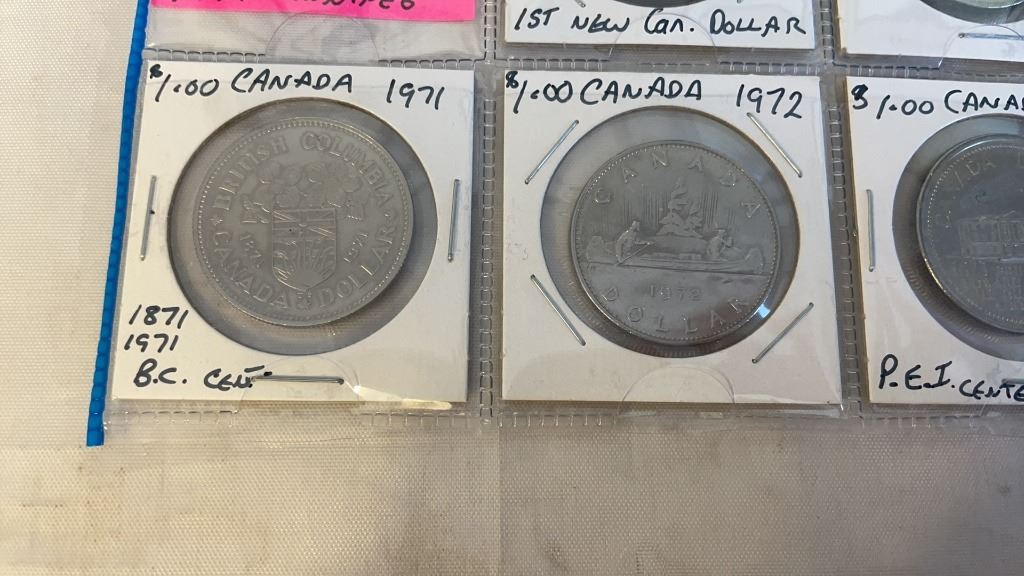 1ST NEW Can. DOLLAR
$1.00 CANADA 1971
BRITISH COLUMBIA
1871 1971
CANADA DOLLAR
1871
1971
B.C. CENT.
$1.00 CANADA 1972
CANADA
1972
DOLLAR
$1.00 CANA
P.E.I. CENTE